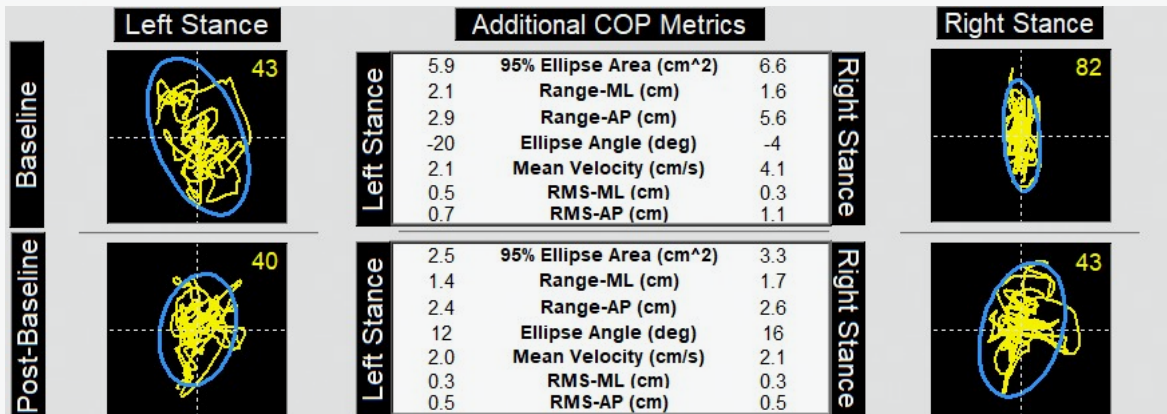 Left Stance Additional COP Metrics Right Stance
Baseline
43
Left Stance
5.9 95% Ellipse Area (cm^2) 6.6
2.1 Range-ML (cm) 1.6
2.9 Range-AP (cm) 5.6
-20 Ellipse Angle (deg) -4
2.1 Mean Velocity (cm/s) 4.1
0.5 RMS-ML (cm) 0.3
0.7 RMS-AP (cm) 1.1
Right Stance
82
Post-Baseline
40
Left Stance
2.5 95% Ellipse Area (cm^2) 3.3
1.4 Range-ML (cm) 1.7
2.4 Range-AP (cm) 2.6
12 Ellipse Angle (deg) 16
2.0 Mean Velocity (cm/s) 2.1
0.3 RMS-ML (cm) 0.3
0.5 RMS-AP (cm) 0.5
Right Stance
43